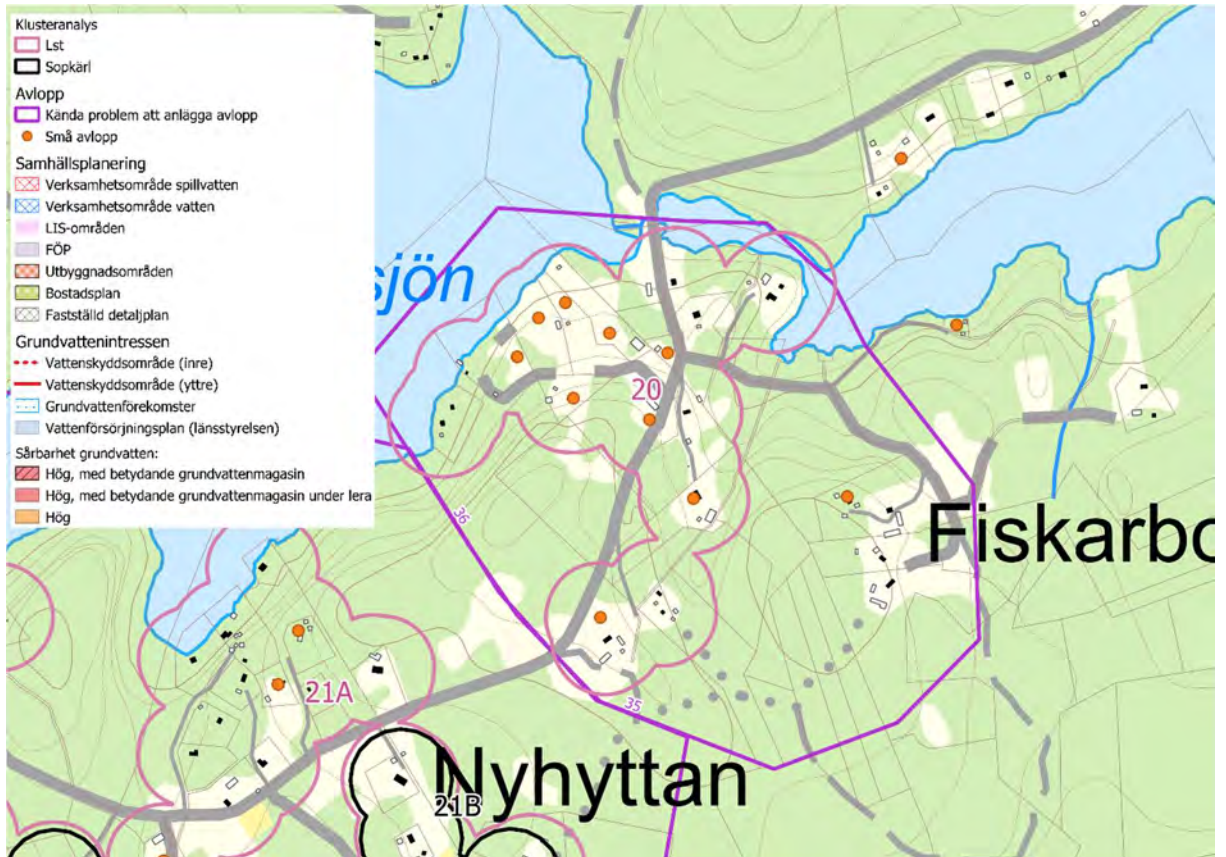 Klusteranalys
Lst
Sopkärl
Avlopp
Kända problem att anlägga avlopp
Små avlopp
Samhällsplanering
Verksamhetsområde spillvatten
Verksamhetsområde vatten
LIS-områden
FÖP
Utbyggnadsområden
Bostadsplan
Fastställd detaljplan
Grundvattenintressen
Vattenskyddsområde (inre)
Vattenskyddsområde (yttre)
Grundvattenförekomster
Vattenförsörjningsplan (länsstyrelsen)
Sårbarhet grundvatten:
Hög, med betydande grundvattenmagasin
Hög, med betydande grundvattenmagasin under lera
Hög
sjön
20
36
Fiskarbo
21A
35
Nyhyttan
21B